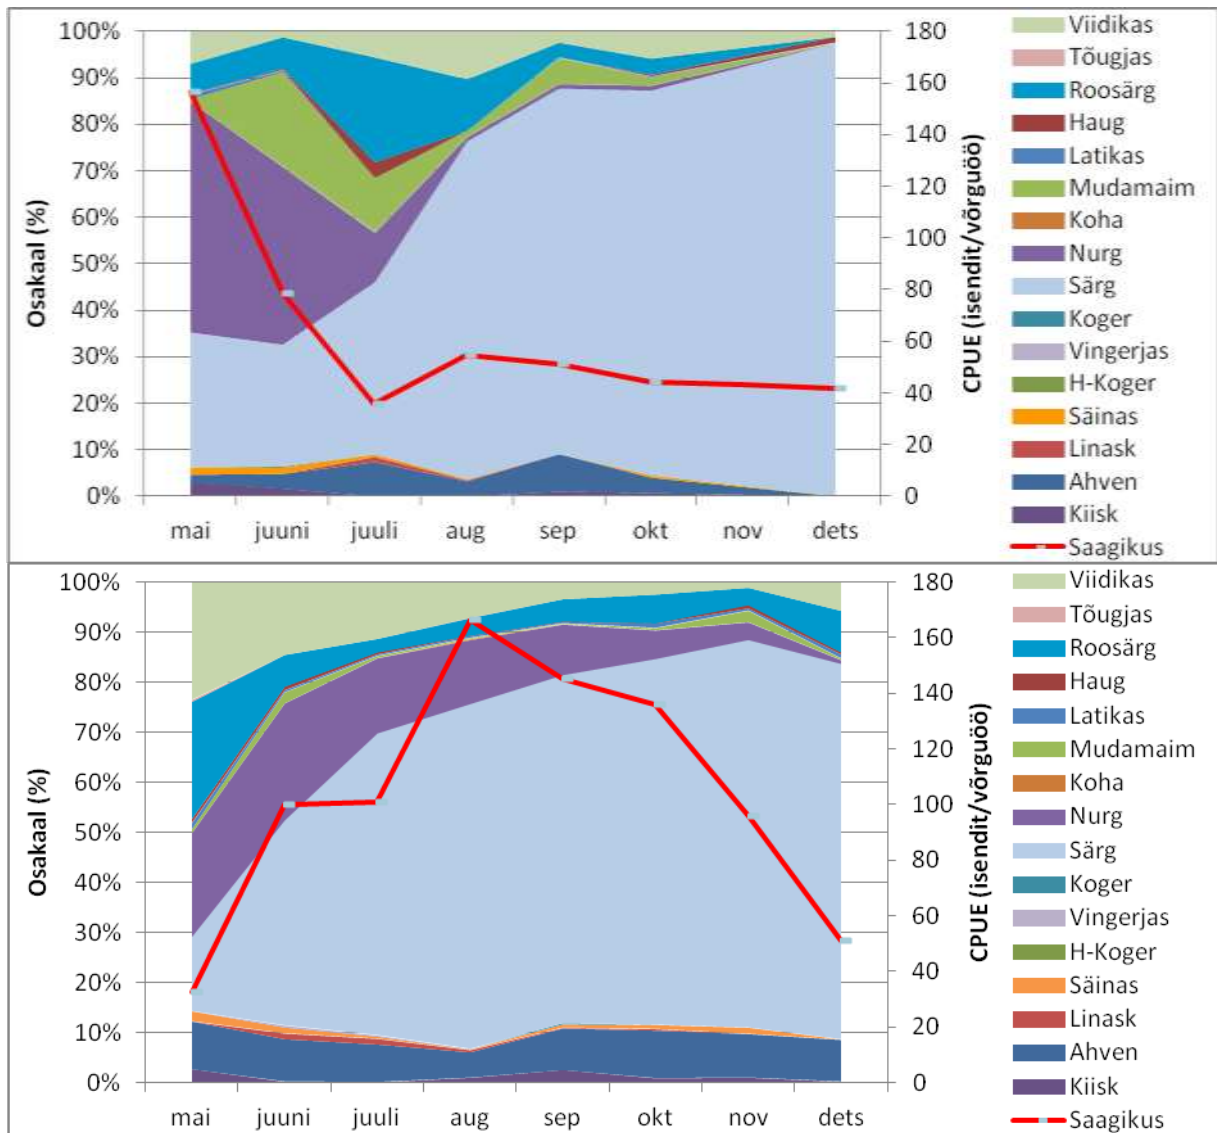 100%
90%
80%
70%
60%
50%
40%
30%
20%
10%
0%
Osakaal (%)
mai juuni juuli aug sep okt nov dets
180
160
140
120
100
80
60
40
20
0
CPUE (isendit/võrguöö)
Viidikas
Tõugjas
Roosärg
Haug
Latikas
Mudamaim
Koha
Nurg
Särg
Koger
Vingerjas
H-Koger
Säinas
Linask
Ahven
Kiisk
Saagikus
100%
90%
80%
70%
60%
50%
40%
30%
20%
10%
0%
Osakaal (%)
mai juuni juuli aug sep okt nov dets
180
160
140
120
100
80
60
40
20
0
CPUE (isendit/võrguöö)
Viidikas
Tõugjas
Roosärg
Haug
Latikas
Mudamaim
Koha
Nurg
Särg
Koger
Vingerjas
H-Koger
Säinas
Linask
Ahven
Kiisk
Saagikus